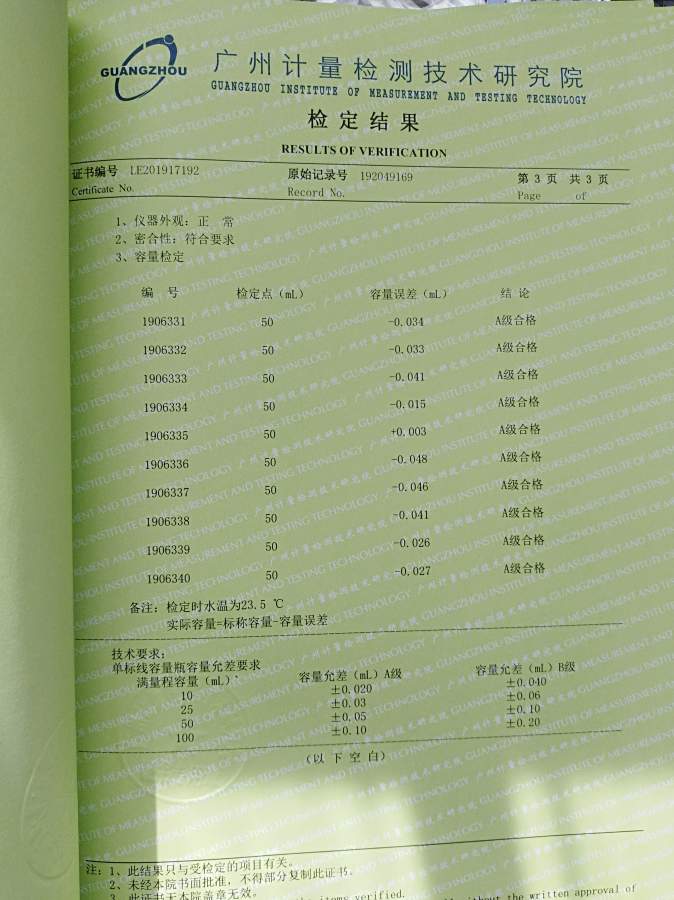 GUANGZHOU
广州计量检测技术研究院
GUANGZHOU INSTITUTE OF MEASUREMENT AND TESTING TECHNOLOGY
检定结果
RESULTS OF VERIFICATION
证书编号 LE201917192 原始记录号 192049169 第 3 页 共 3 页
Certificate No. Record No. Page of
1、仪器外观：正 常
2、密合性：符合要求
3、容量检定
编 号 检定点（mL） 容量误差（mL） 结 论
1906331 50 -0.034 A级合格
1906332 50 -0.033 A级合格
1906333 50 -0.041 A级合格
1906334 50 -0.015 A级合格
1906335 50 +0.003 A级合格
1906336 50 -0.048 A级合格
1906337 50 -0.046 A级合格
1906338 50 -0.041 A级合格
1906339 50 -0.026 A级合格
1906340 50 -0.027 A级合格
备注：检定时水温为23.5 ℃
实际容量=标称容量-容量误差
技术要求：
单标线容量瓶容量允差要求
满量程容量（mL） 容量允差（mL）A级 容量允差（mL）B级
10 ±0.020 ±0.040
25 ±0.03 ±0.06
50 ±0.05 ±0.10
100 ±0.10 ±0.20
（以 下 空 白）
注：1、此结果只与受检定的项目有关。
2、未经本院书面批准，不得部分复制此证书。
3、此证书无本院盖章无效。
items verified.
without the written approval of